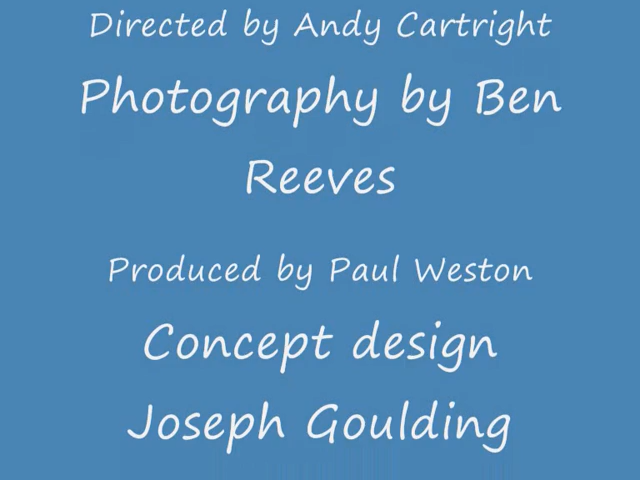 Directed by Andy Cartright
Photography by Ben
Reeves
Produced by Paul Weston
Concept design
Joseph Goulding